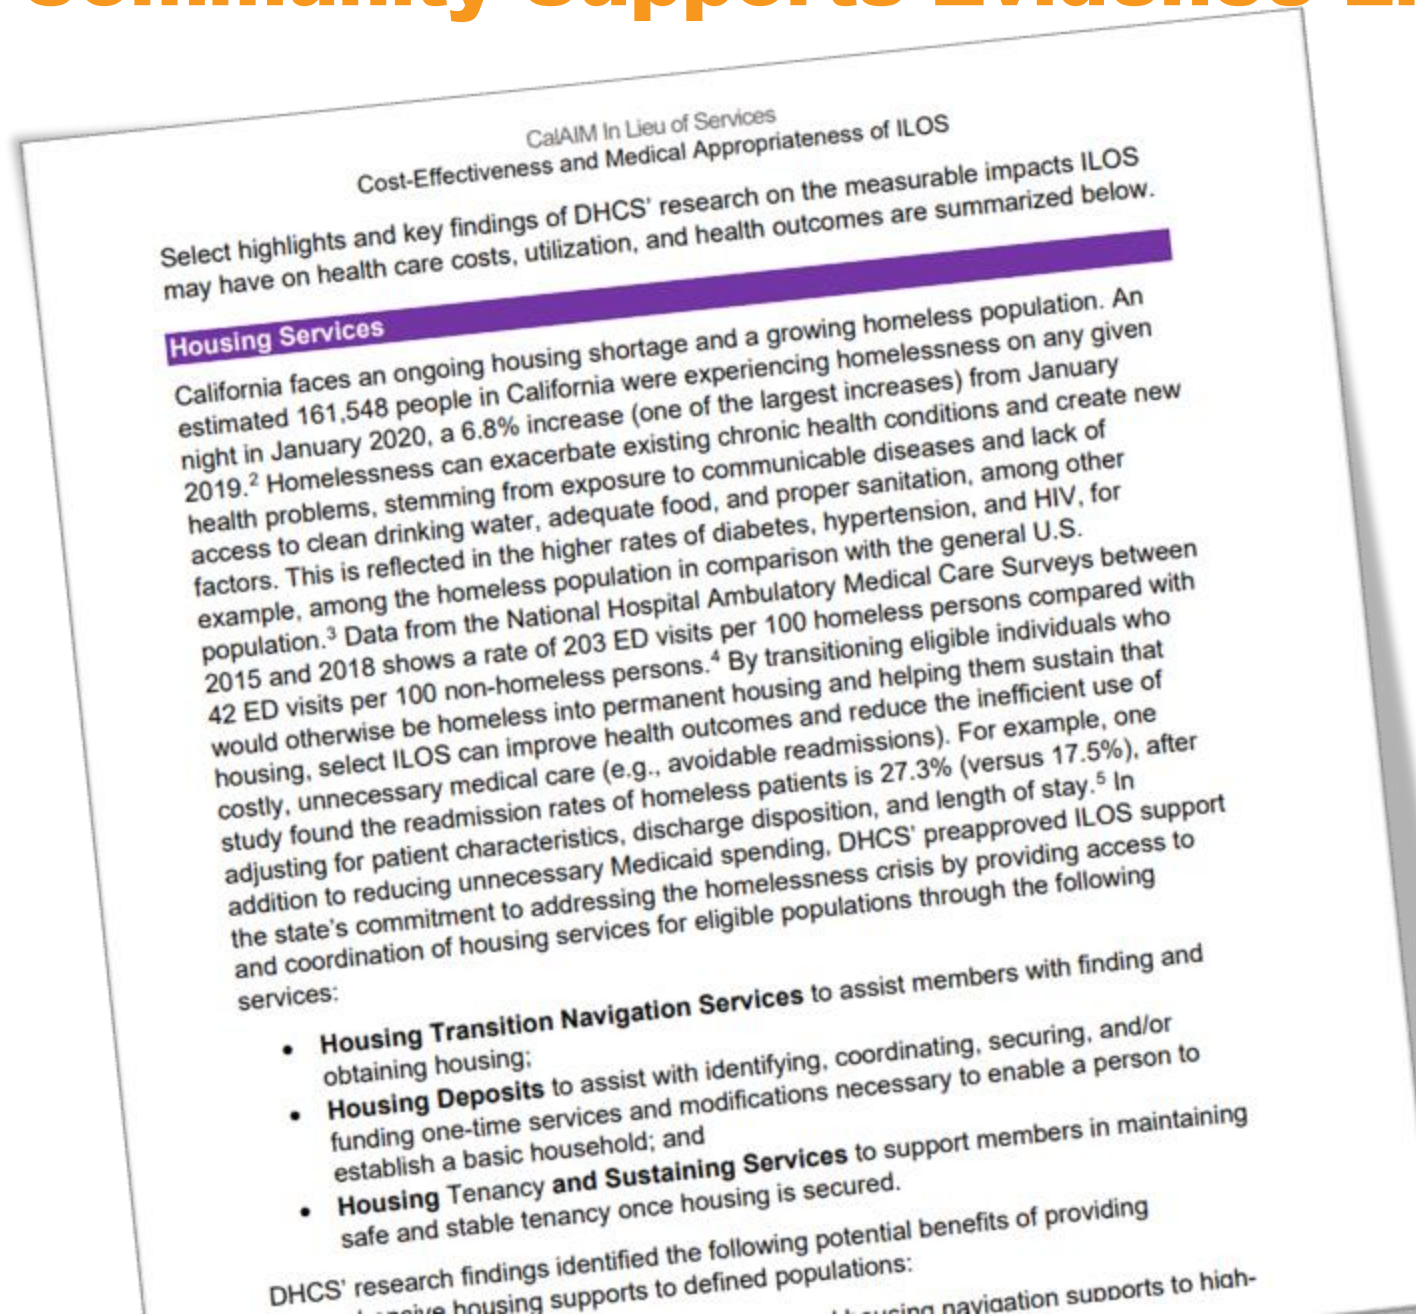 Community Supports Evidence
CalAIM In Lieu of Services
Cost-Effectiveness and Medical Appropriateness of ILOS
Select highlights and key findings of DHCS' research on the measurable impacts ILOS
may have on health care costs, utilization, and health outcomes are summarized below.
Housing Services
California faces an ongoing housing shortage and a growing homeless population. An
estimated 161,548 people in California were experiencing homelessness on any given
night in January 2020, a 6.8% increase (one of the largest increases) from January
2019.² Homelessness can exacerbate existing chronic health conditions and create new
health problems, stemming from exposure to communicable diseases and lack of
access to clean drinking water, adequate food, and proper sanitation, among other
factors. This is reflected in the higher rates of diabetes, hypertension, and HIV, for
example, among the homeless population in comparison with the general U.S.
population.³ Data from the National Hospital Ambulatory Medical Care Surveys between
2015 and 2018 shows a rate of 203 ED visits per 100 homeless persons compared with
42 ED visits per 100 non-homeless persons.⁴ By transitioning eligible individuals who
would otherwise be homeless into permanent housing and helping them sustain that
housing, select ILOS can improve health outcomes and reduce the inefficient use of
costly, unnecessary medical care (e.g., avoidable readmissions). For example, one
study found the readmission rates of homeless patients is 27.3% (versus 17.5%), after
adjusting for patient characteristics, discharge disposition, and length of stay.⁵ In
addition to reducing unnecessary Medicaid spending, DHCS' preapproved ILOS support
the state's commitment to addressing the homelessness crisis by providing access to
and coordination of housing services for eligible populations through the following
services:
• Housing Transition Navigation Services to assist members with finding and
obtaining housing;
• Housing Deposits to assist with identifying, coordinating, securing, and/or
funding one-time services and modifications necessary to enable a person to
establish a basic household; and
• Housing Tenancy and Sustaining Services to support members in maintaining
safe and stable tenancy once housing is secured.
DHCS' research findings identified the following potential benefits of providing
housing supports to defined populations:
housing navigation supports to high-